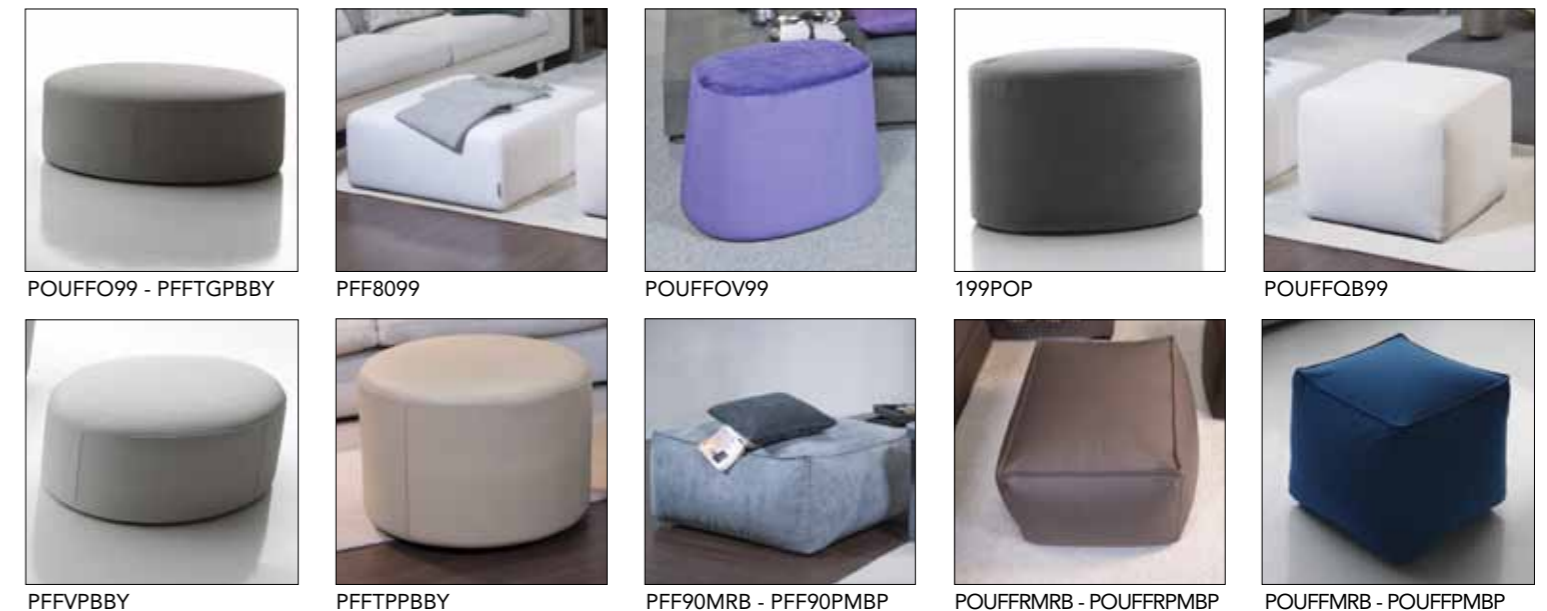 POUFFO99 - PFFTGPBBY
PFF8099
POUFFOV99
199POP
POUFFQB99
PFFVPBBY
PFFTPPBBY
PFF90MRB - PFF90PMBP
POUFFRMRB - POUFFRPMBP
POUFFMRB - POUFFPMBP